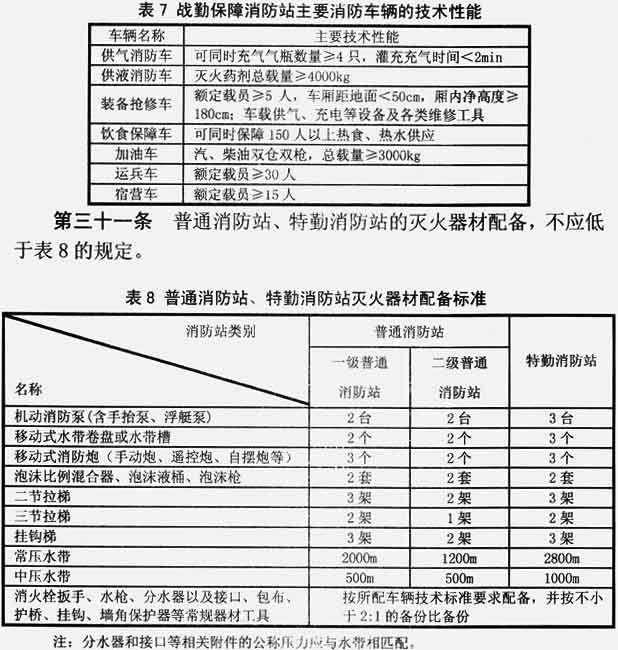 表 7 战勤保障消防站主要消防车辆的技术性能
车辆名称 主要技术性能
供气消防车 可同时充气气瓶数量≥4只，灌充充气时间<2min
供液消防车 灭火药剂总载量≥4000kg
装备抢修车 额定载员≥5人，车厢距地面<50cm，厢内净高度≥
180cm；车载供气、充电等设备及各类维修工具
饮食保障车 可同时保障150人以上热食、热水供应
加油车 汽、柴油双仓双枪，总载量≥3000kg
运兵车 额定载员≥30人
宿营车 额定载员≥15人
第三十一条 普通消防站、特勤消防站的灭火器材配备，不应低
于表8的规定。
表 8 普通消防站、特勤消防站灭火器材配备标准
消防站类别 普通消防站 特勤消防站
名称 一级普通 二级普通
消防站 消防站
机动消防泵(含手抬泵、浮艇泵) 2台 2台 3台
移动式水带卷盘或水带槽 2个 2个 3个
移动式消防炮（手动炮、遥控炮、自摆炮等） 3个 2个 3个
泡沫比例混合器、泡沫液桶、泡沫枪 2套 2套 2套
二节拉梯 3架 2架 3架
三节拉梯 2架 1架 2架
挂钩梯 3架 2架 3架
常压水带 2000m 1200m 2800m
中压水带 500m 500m 1000m
消火栓扳手、水枪、分水器以及接口、包布、 按所配车辆技术标准要求配备，并按不小
护桥、挂钩、墙角保护器等常规器材工具 于2:1的备份比备份
注：分水器和接口等相关附件的公称压力应与水带相匹配。